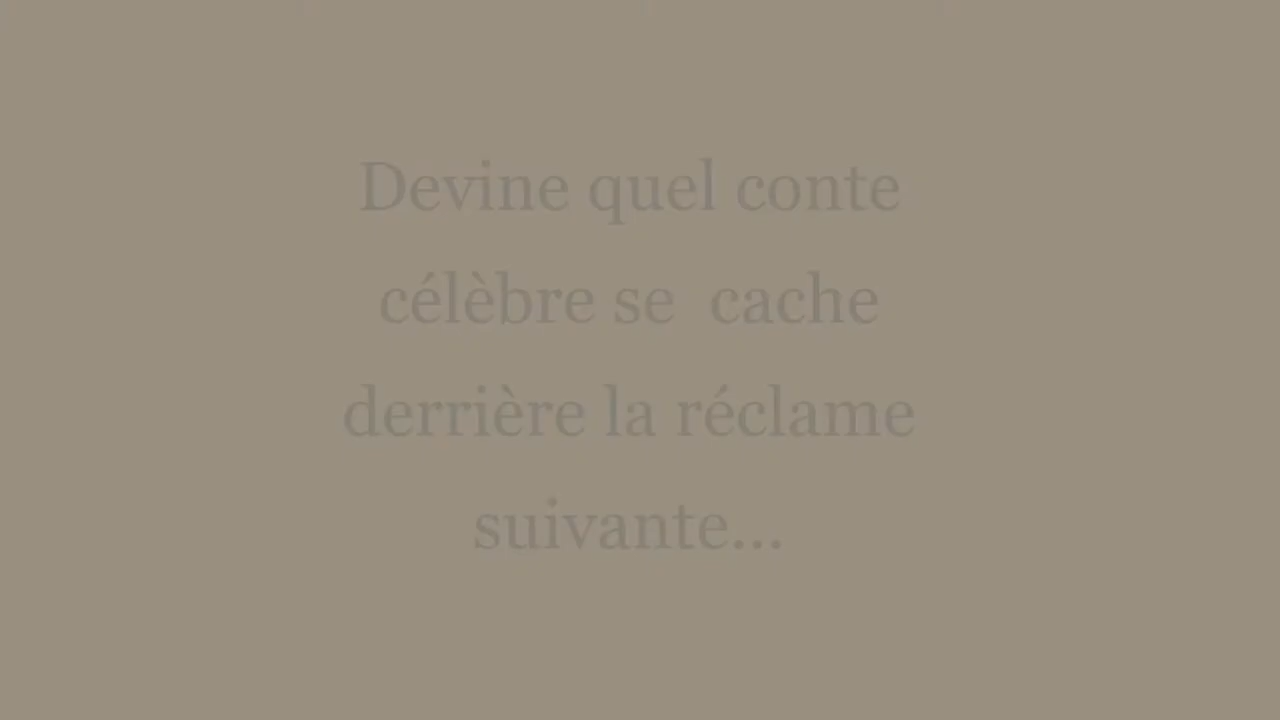 Devine quel conte
célèbre se  cache
derrière la réclame
suivante...